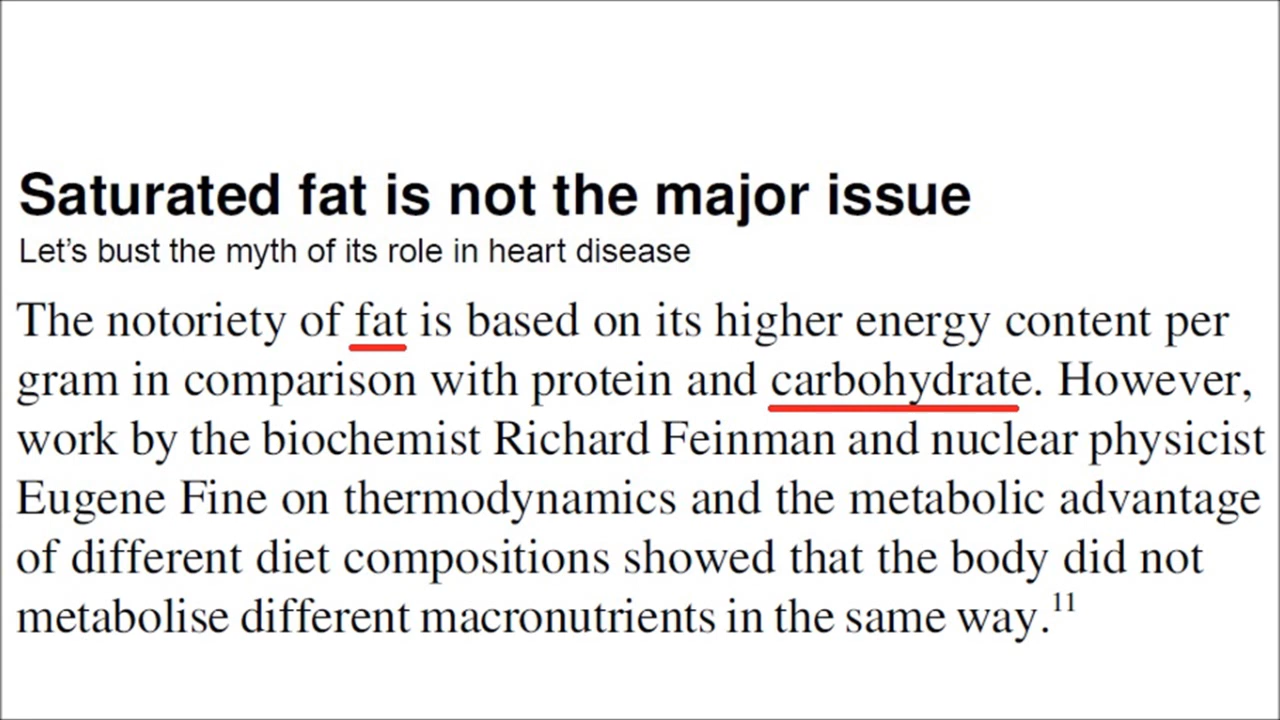 Saturated fat is not the major issue
Let’s bust the myth of its role in heart disease
The notoriety of fat is based on its higher energy content per
gram in comparison with protein and carbohydrate. However,
work by the biochemist Richard Feinman and nuclear physicist
Eugene Fine on thermodynamics and the metabolic advantage
of different diet compositions showed that the body did not
metabolise different macronutrients in the same way.11